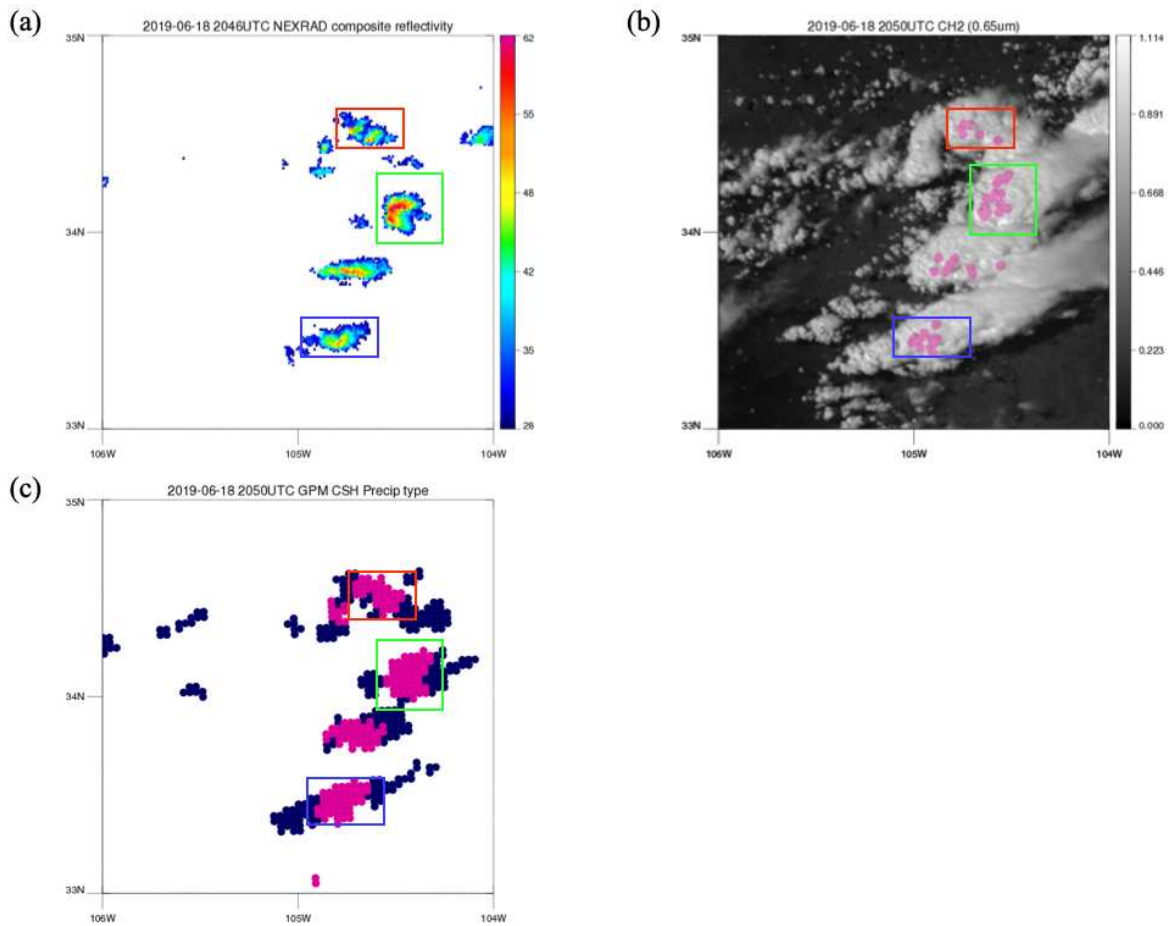 (a)
2019-06-18 2046UTC NEXRAD composite reflectivity
35N
34N
33N
106W
105W
104W
62
55
48
42
35
28
(b)
2019-06-18 2050UTC CH2 (0.65um)
35N
34N
33N
106W
105W
104W
1.114
0.891
0.668
0.446
0.223
0.000
(c)
2019-06-18 2050UTC GPM CSH Precip type
35N
34N
33N
106W
105W
104W